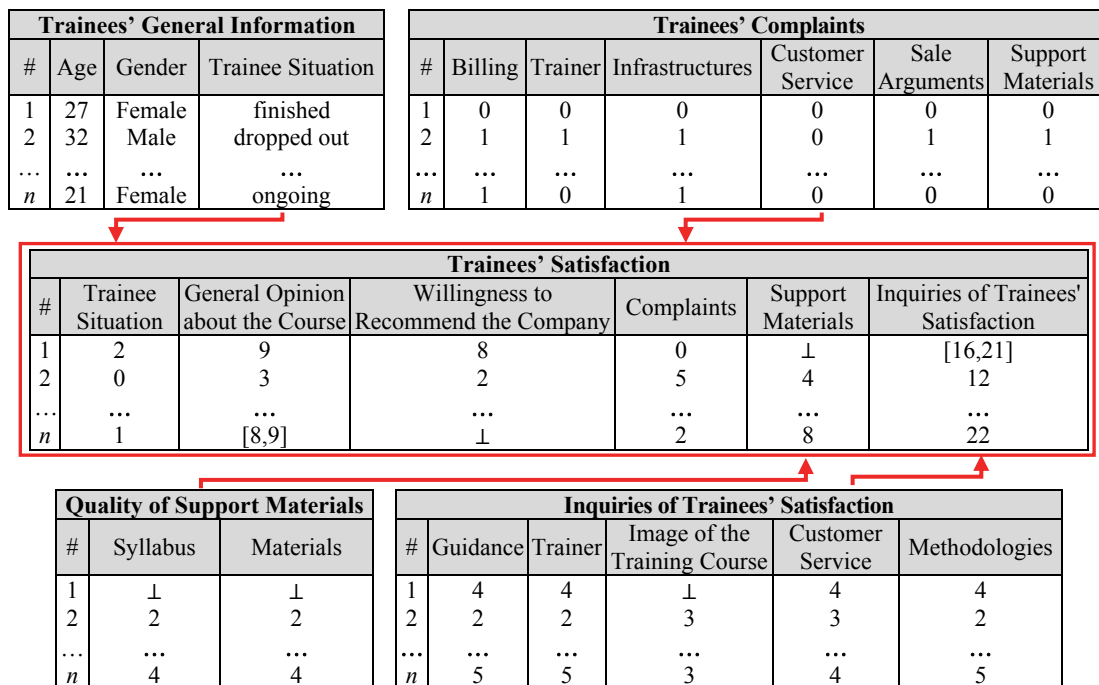 Trainees' General Information
# Age Gender Trainee Situation
1 27 Female finished
2 32 Male dropped out
... ... ... ...
n 21 Female ongoing
Trainees' Complaints
# Billing Trainer Infrastructures Customer Service Sale Arguments Support Materials
1 0 0 0 0 0 0
2 1 1 1 0 1 1
... ... ... ... ... ... ...
n 1 0 1 0 0 0
Trainees' Satisfaction
# Trainee Situation General Opinion about the Course Willingness to Recommend the Company Complaints Support Materials Inquiries of Trainees' Satisfaction
1 2 9 8 0 ⊥ [16,21]
2 0 3 2 5 4 12
... ... ... ... ... ... ...
n 1 [8,9] ⊥ 2 8 22
Quality of Support Materials
# Syllabus Materials
1 ⊥ ⊥
2 2 2
... ... ...
n 4 4
Inquiries of Trainees' Satisfaction
# Guidance Trainer Image of the Training Course Customer Service Methodologies
1 4 4 ⊥ 4 4
2 2 2 3 3 2
... ... ... ... ... ...
n 5 5 3 4 5